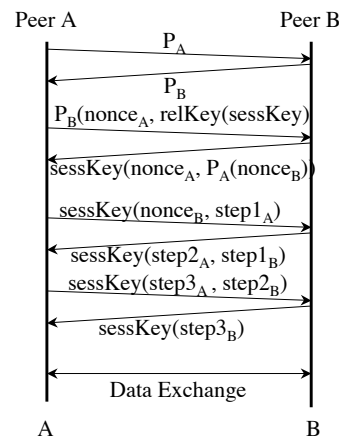 Peer A Peer B
P_A
P_B
P_B(nonce_A, relKey(sessKey)
sessKey(nonce_A, P_A(nonce_B))
sessKey(nonce_B, step1_A)
sessKey(step2_A, step1_B)
sessKey(step3_A, step2_B)
sessKey(step3_B)
Data Exchange
A B